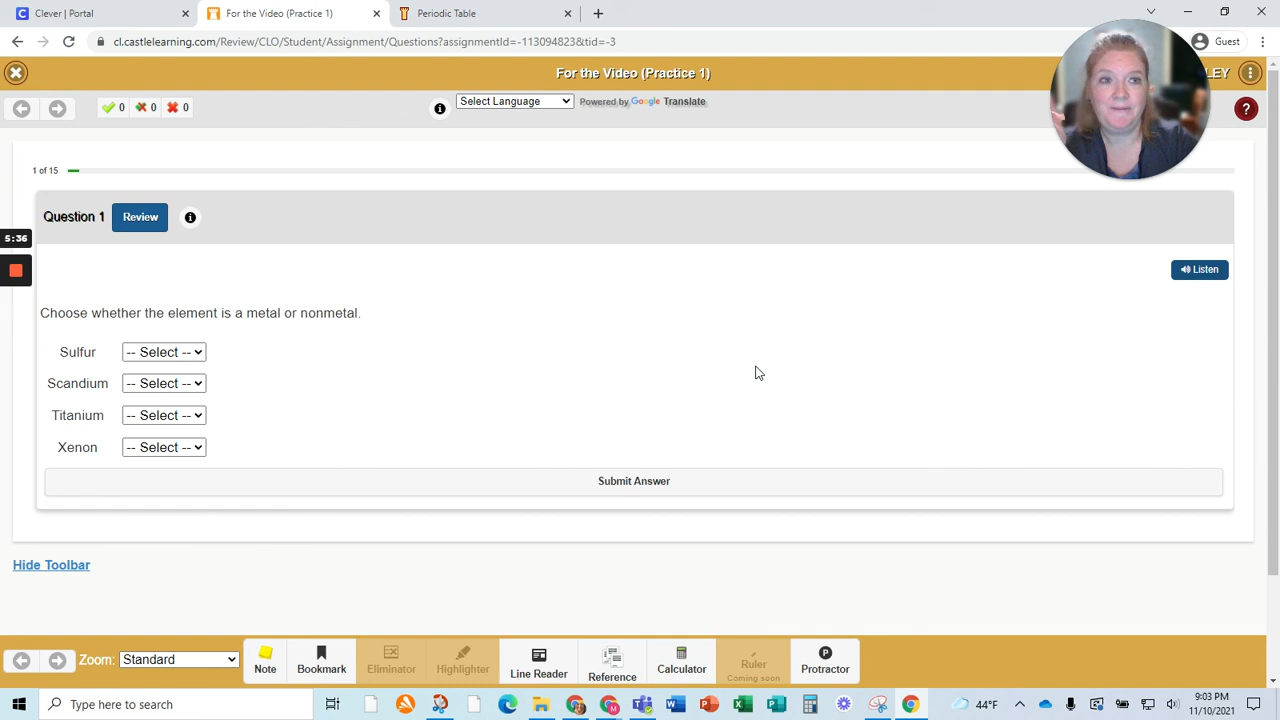 Clever | Portal
For the Video (Practice 1)
Periodic Table
cl.castlelearning.com/Review/CLO/Student/Assignment/Questions?assignmentId=-113094823&tid=-3
Guest
For the Video (Practice 1)
LEY
0 0 0
Select Language
Powered by Google Translate
1 of 15
Question 1 Review
5:36
Listen
Choose whether the element is a metal or nonmetal.
Sulfur -- Select --
Scandium -- Select --
Titanium -- Select --
Xenon -- Select --
Submit Answer
Hide Toolbar
Zoom: Standard
Note
Bookmark
Eliminator
Highlighter
Line Reader
Reference
Calculator
Ruler
Coming soon
Protractor
Type here to search
44°F
9:03 PM
11/10/2021